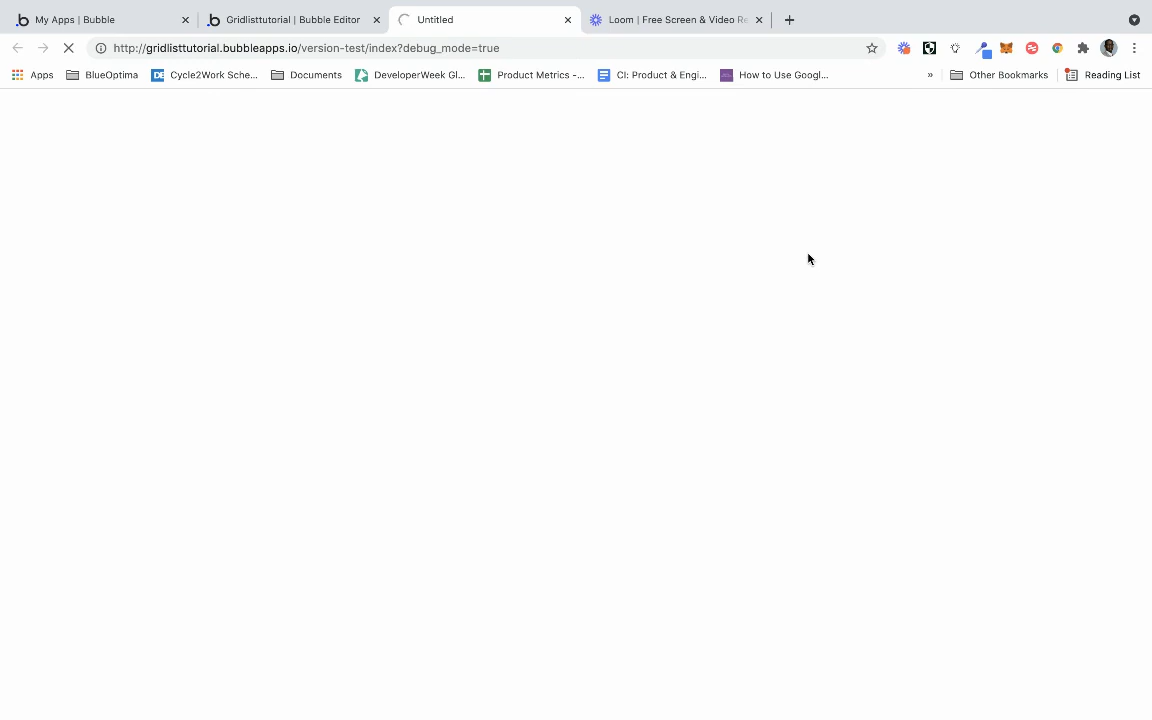 My Apps | Bubble
Gridlisttutorial | Bubble Editor
Untitled
Loom | Free Screen & Video Re
http://gridlisttutorial.bubbleapps.io/version-test/index?debug_mode=true
Apps
BlueOptima
DE Cycle2Work Sche...
Documents
DeveloperWeek Gl...
Product Metrics -...
CI: Product & Engi...
How to Use Googl...
»
Other Bookmarks
Reading List